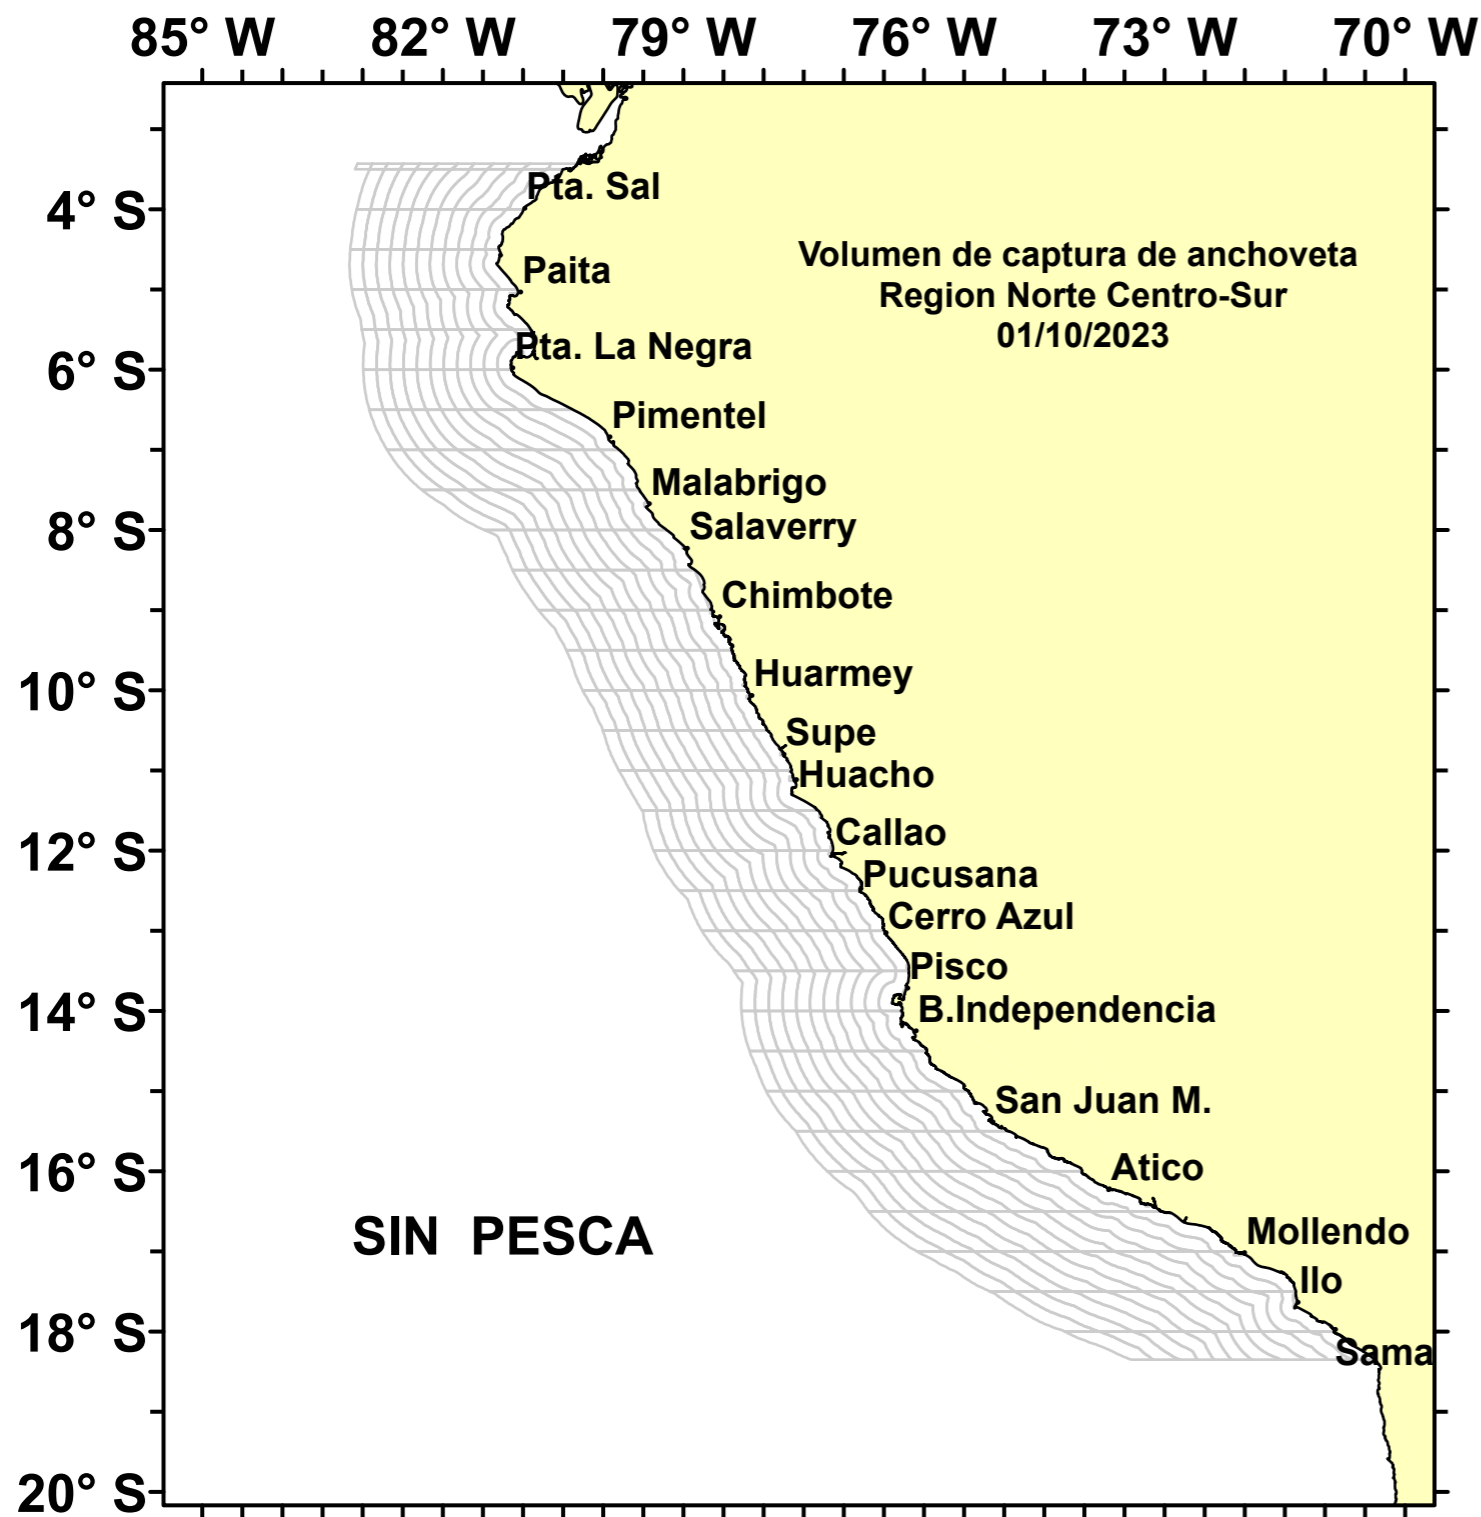 85° W 82° W 79° W 76° W 73° W 70° W
4° S
6° S
8° S
10° S
12° S
14° S
16° S
18° S
20° S
Volumen de captura de anchoveta
Region Norte Centro-Sur
01/10/2023
Pta. Sal
Paita
Pta. La Negra
Pimentel
Malabrigo
Salaverry
Chimbote
Huarmey
Supe
Huacho
Callao
Pucusana
Cerro Azul
Pisco
B.Independencia
San Juan M.
Atico
Mollendo
Ilo
Sama
SIN PESCA